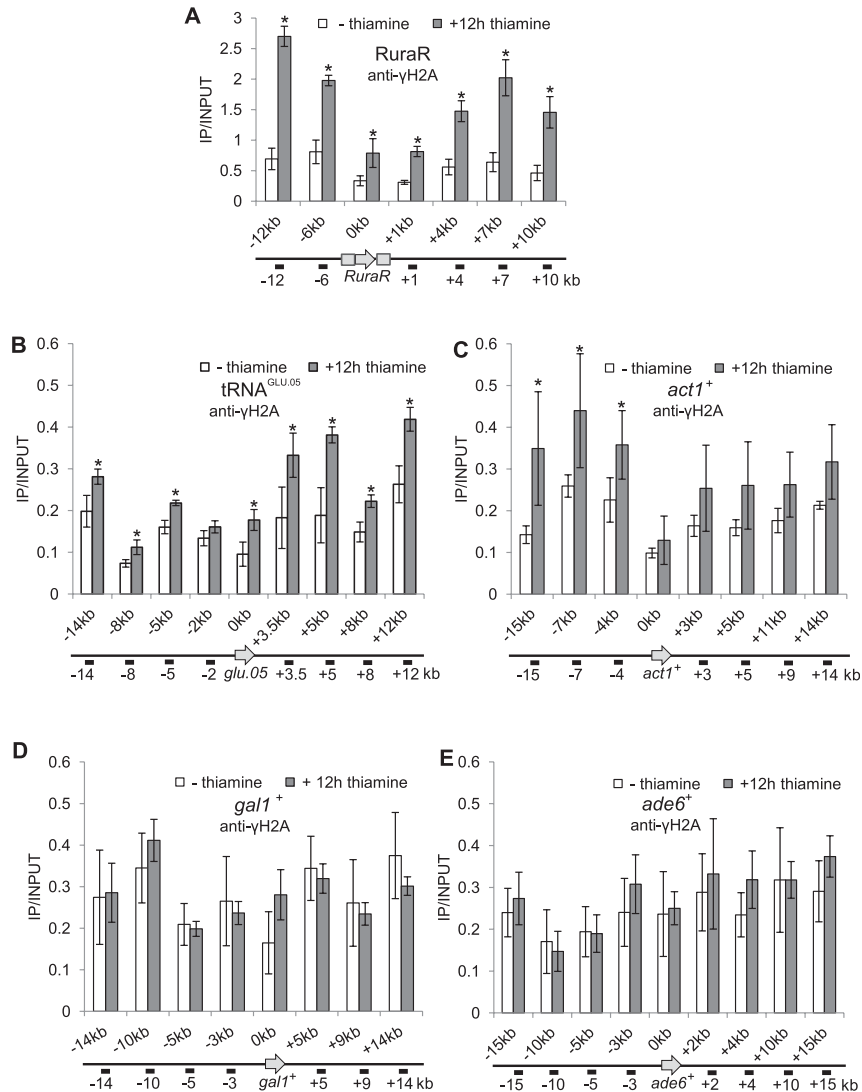 A
3
2.5
2
1.5
1
0.5
0
IP/INPUT
- thiamine +12h thiamine
RuraR
anti-γH2A
* * * * * * *
-12kb -6kb 0kb +1kb +4kb +7kb +10kb
-12 -6 RuraR +1 +4 +7 +10 kb
B
0.6
0.5
0.4
0.3
0.2
0.1
0
IP/INPUT
- thiamine +12h thiamine
tRNA^GLU.05
anti-γH2A
* * * * * * * *
-14kb -8kb -5kb -2kb 0kb +3.5kb +5kb +8kb +12kb
-14 -8 -5 -2 glu.05 +3.5 +5 +8 +12 kb
C
0.6
0.5
0.4
0.3
0.2
0.1
0
IP/INPUT
- thiamine +12h thiamine
act1+
anti-γH2A
* * *
-15kb -7kb -4kb 0kb +3kb +5kb +11kb +14kb
-15 -7 -4 act1+ +3 +5 +9 +14 kb
D
0.6
0.5
0.4
0.3
0.2
0.1
0
IP/INPUT
- thiamine + 12h thiamine
gal1 +
anti-γH2A
-14kb -10kb -5kb -3kb 0kb +5kb +9kb +14kb
-14 -10 -5 -3 gal1+ +5 +9 +14 kb
E
0.6
0.5
0.4
0.3
0.2
0.1
0
IP/INPUT
- thiamine +12h thiamine
ade6+
anti-γH2A
-15kb -10kb -5kb -3kb 0kb +2kb +4kb +10kb +15kb
-15 -10 -5 -3 ade6+ +2 +4 +10 +15 kb